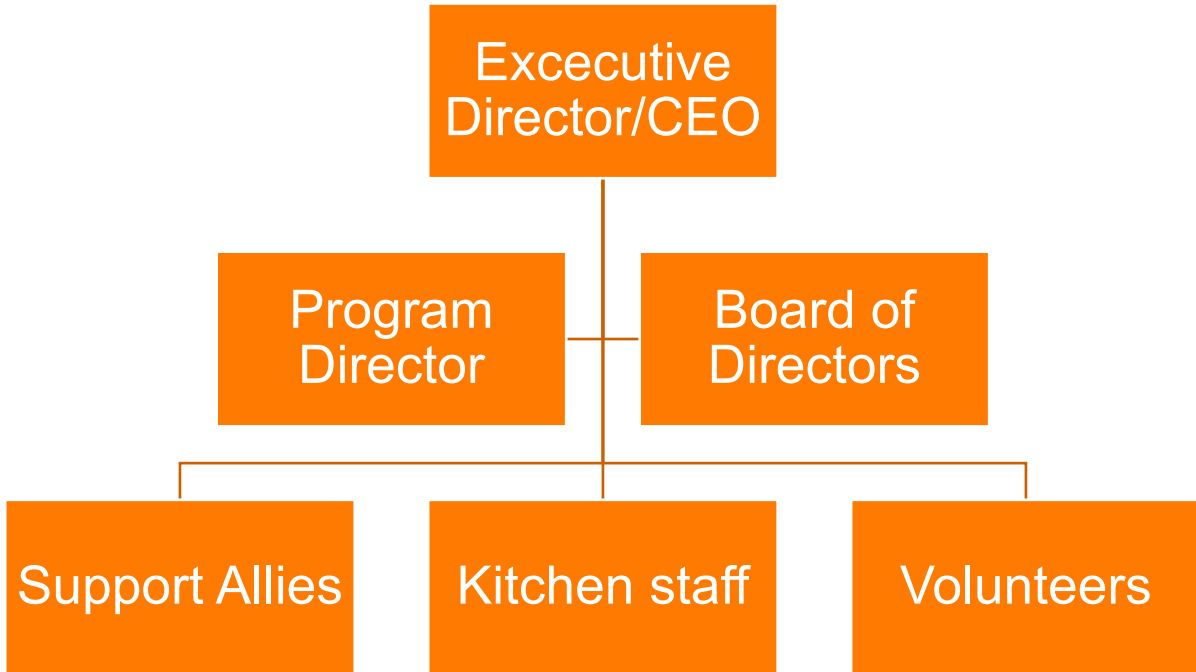 Excecutive
Director/CEO
Program
Director
Board of
Directors
Support Allies
Kitchen staff
Volunteers